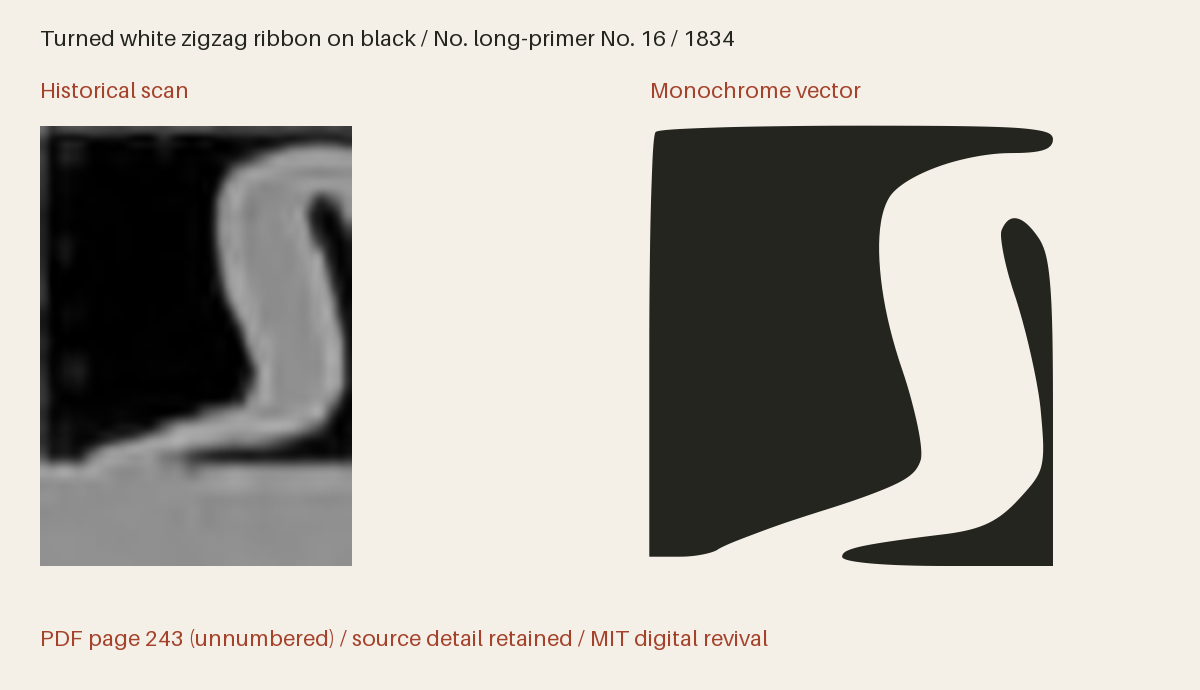 Turned white zigzag ribbon on black / No. long-primer No. 16 / 1834
Historical scan
Monochrome vector
PDF page 243 (unnumbered) / source detail retained / MIT digital revival